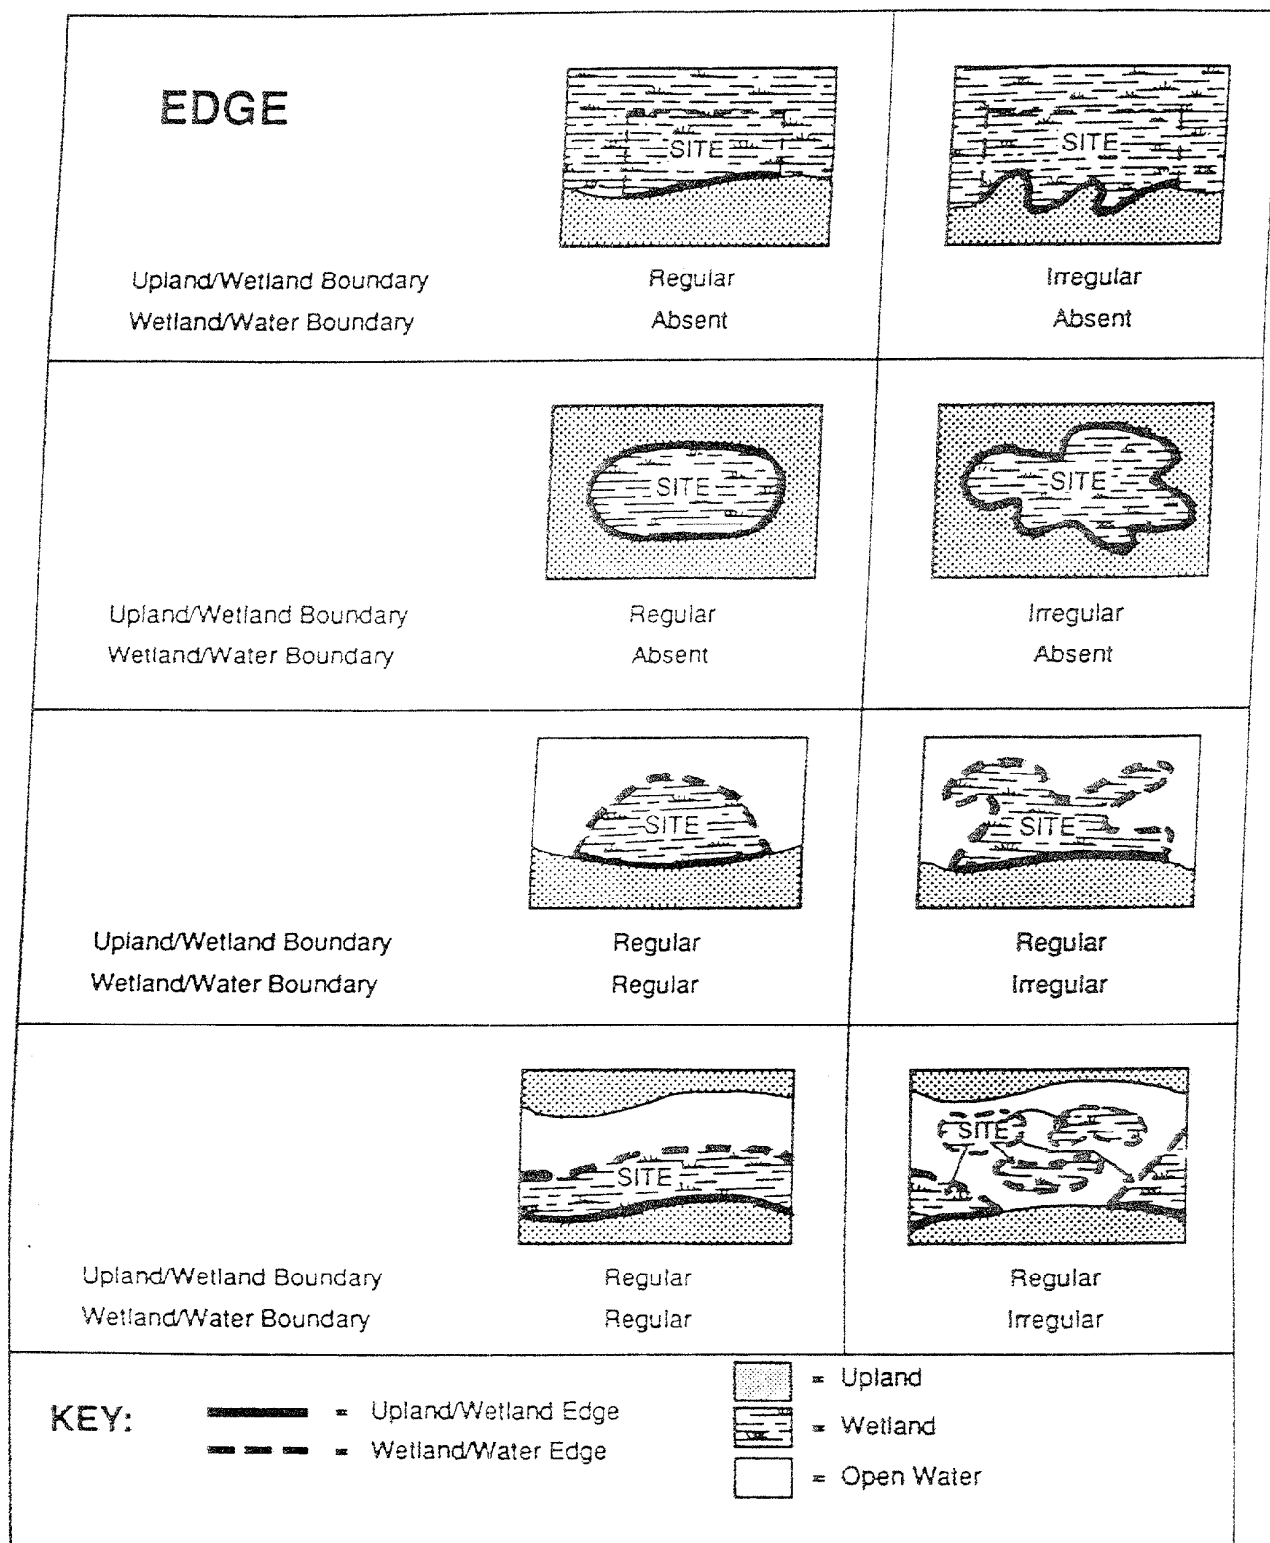 EDGE
SITE SITE
Upland/Wetland Boundary Regular Irregular
Wetland/Water Boundary Absent Absent
SITE SITE
Upland/Wetland Boundary Regular Irregular
Wetland/Water Boundary Absent Absent
SITE SITE
Upland/Wetland Boundary Regular Regular
Wetland/Water Boundary Regular Irregular
SITE SITE
Upland/Wetland Boundary Regular Regular
Wetland/Water Boundary Regular Irregular
KEY:
= Upland/Wetland Edge
= Wetland/Water Edge
= Upland
= Wetland
= Open Water